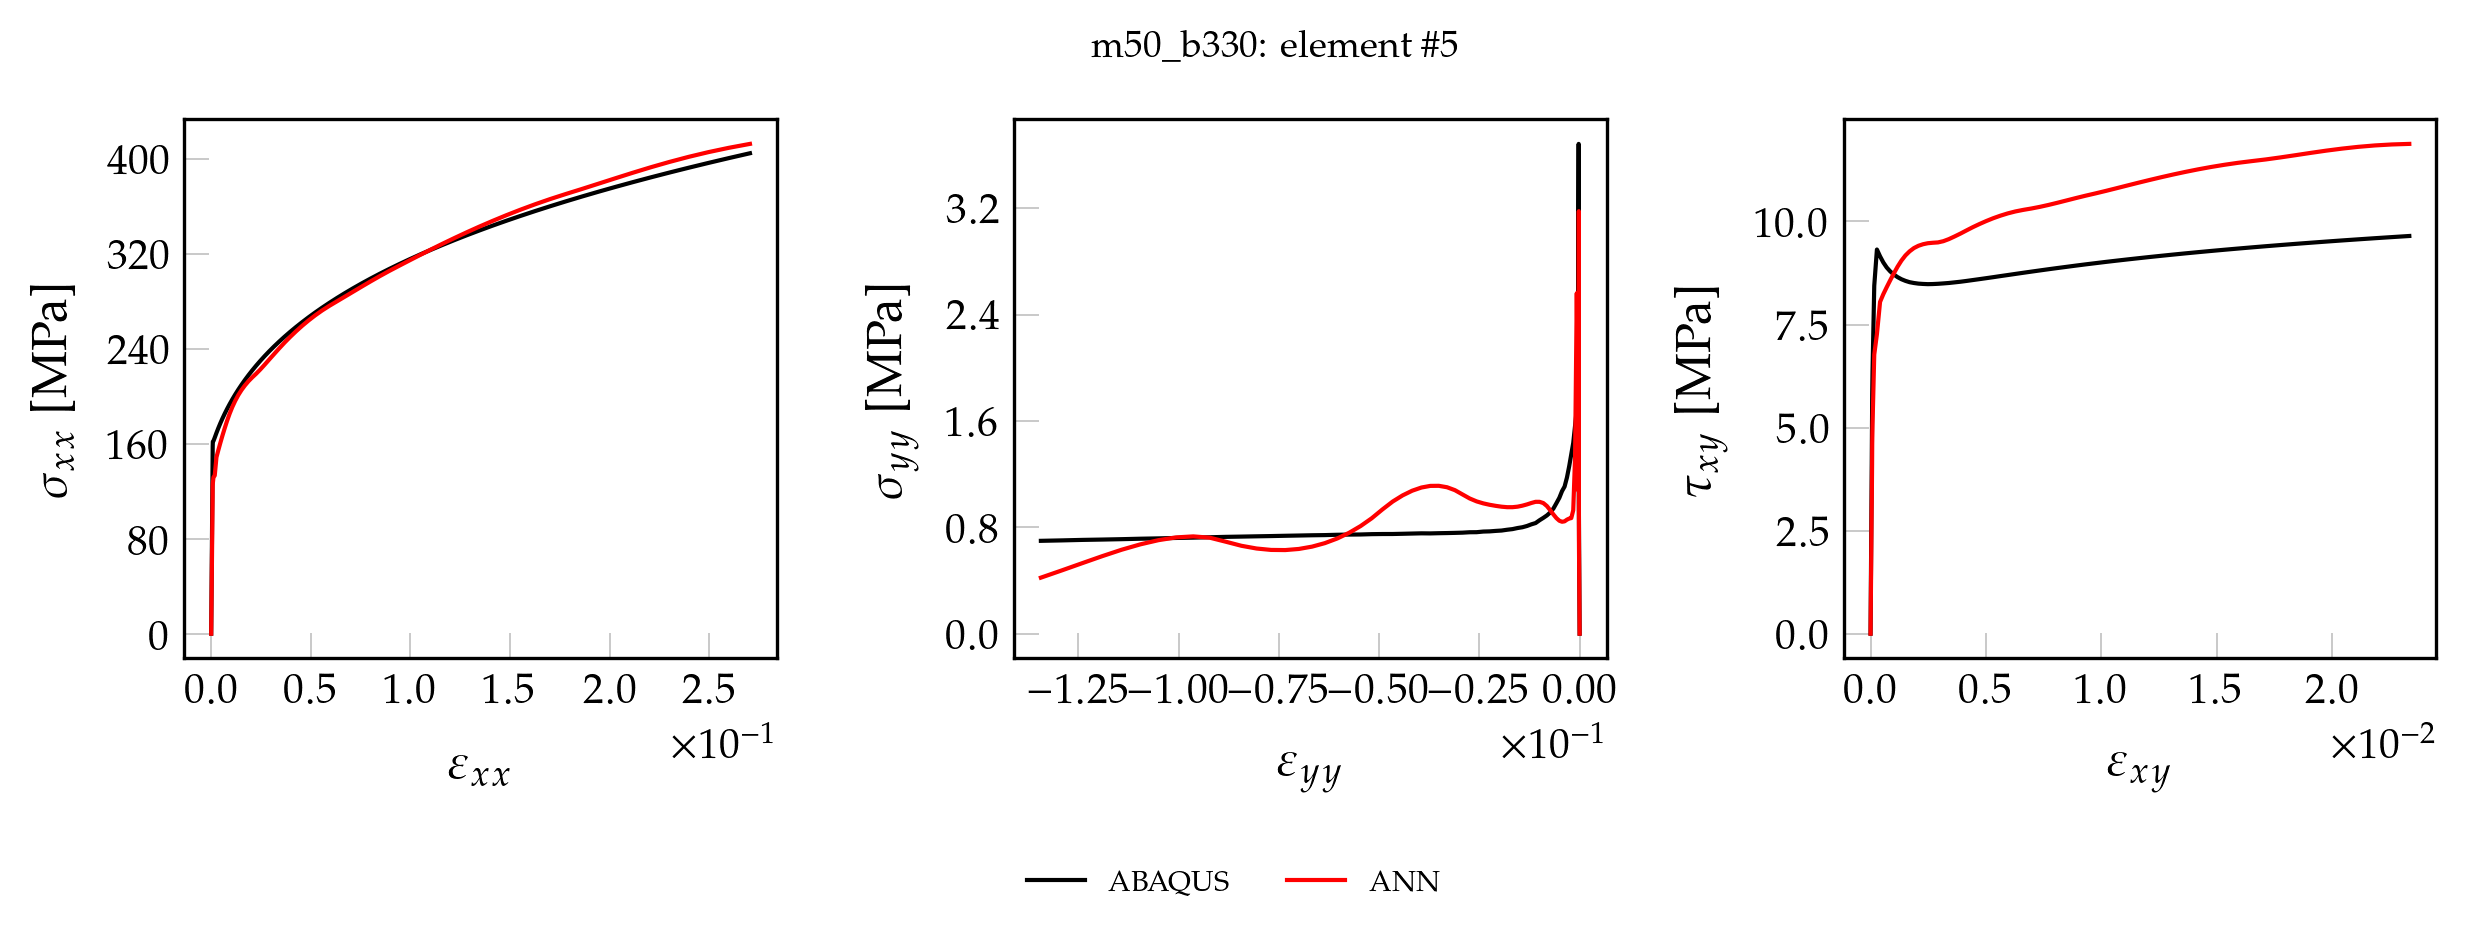 m50_b330: element #5
σxx [MPa]
400
320
240
160
80
0
0.0 0.5 1.0 1.5 2.0 2.5
×10⁻¹
εxx
σyy [MPa]
3.2
2.4
1.6
0.8
0.0
−1.25 −1.00 −0.75 −0.50 −0.25 0.00
×10⁻¹
εyy
τxy [MPa]
10.0
7.5
5.0
2.5
0.0
0.0 0.5 1.0 1.5 2.0
×10⁻²
εxy
ABAQUS ANN